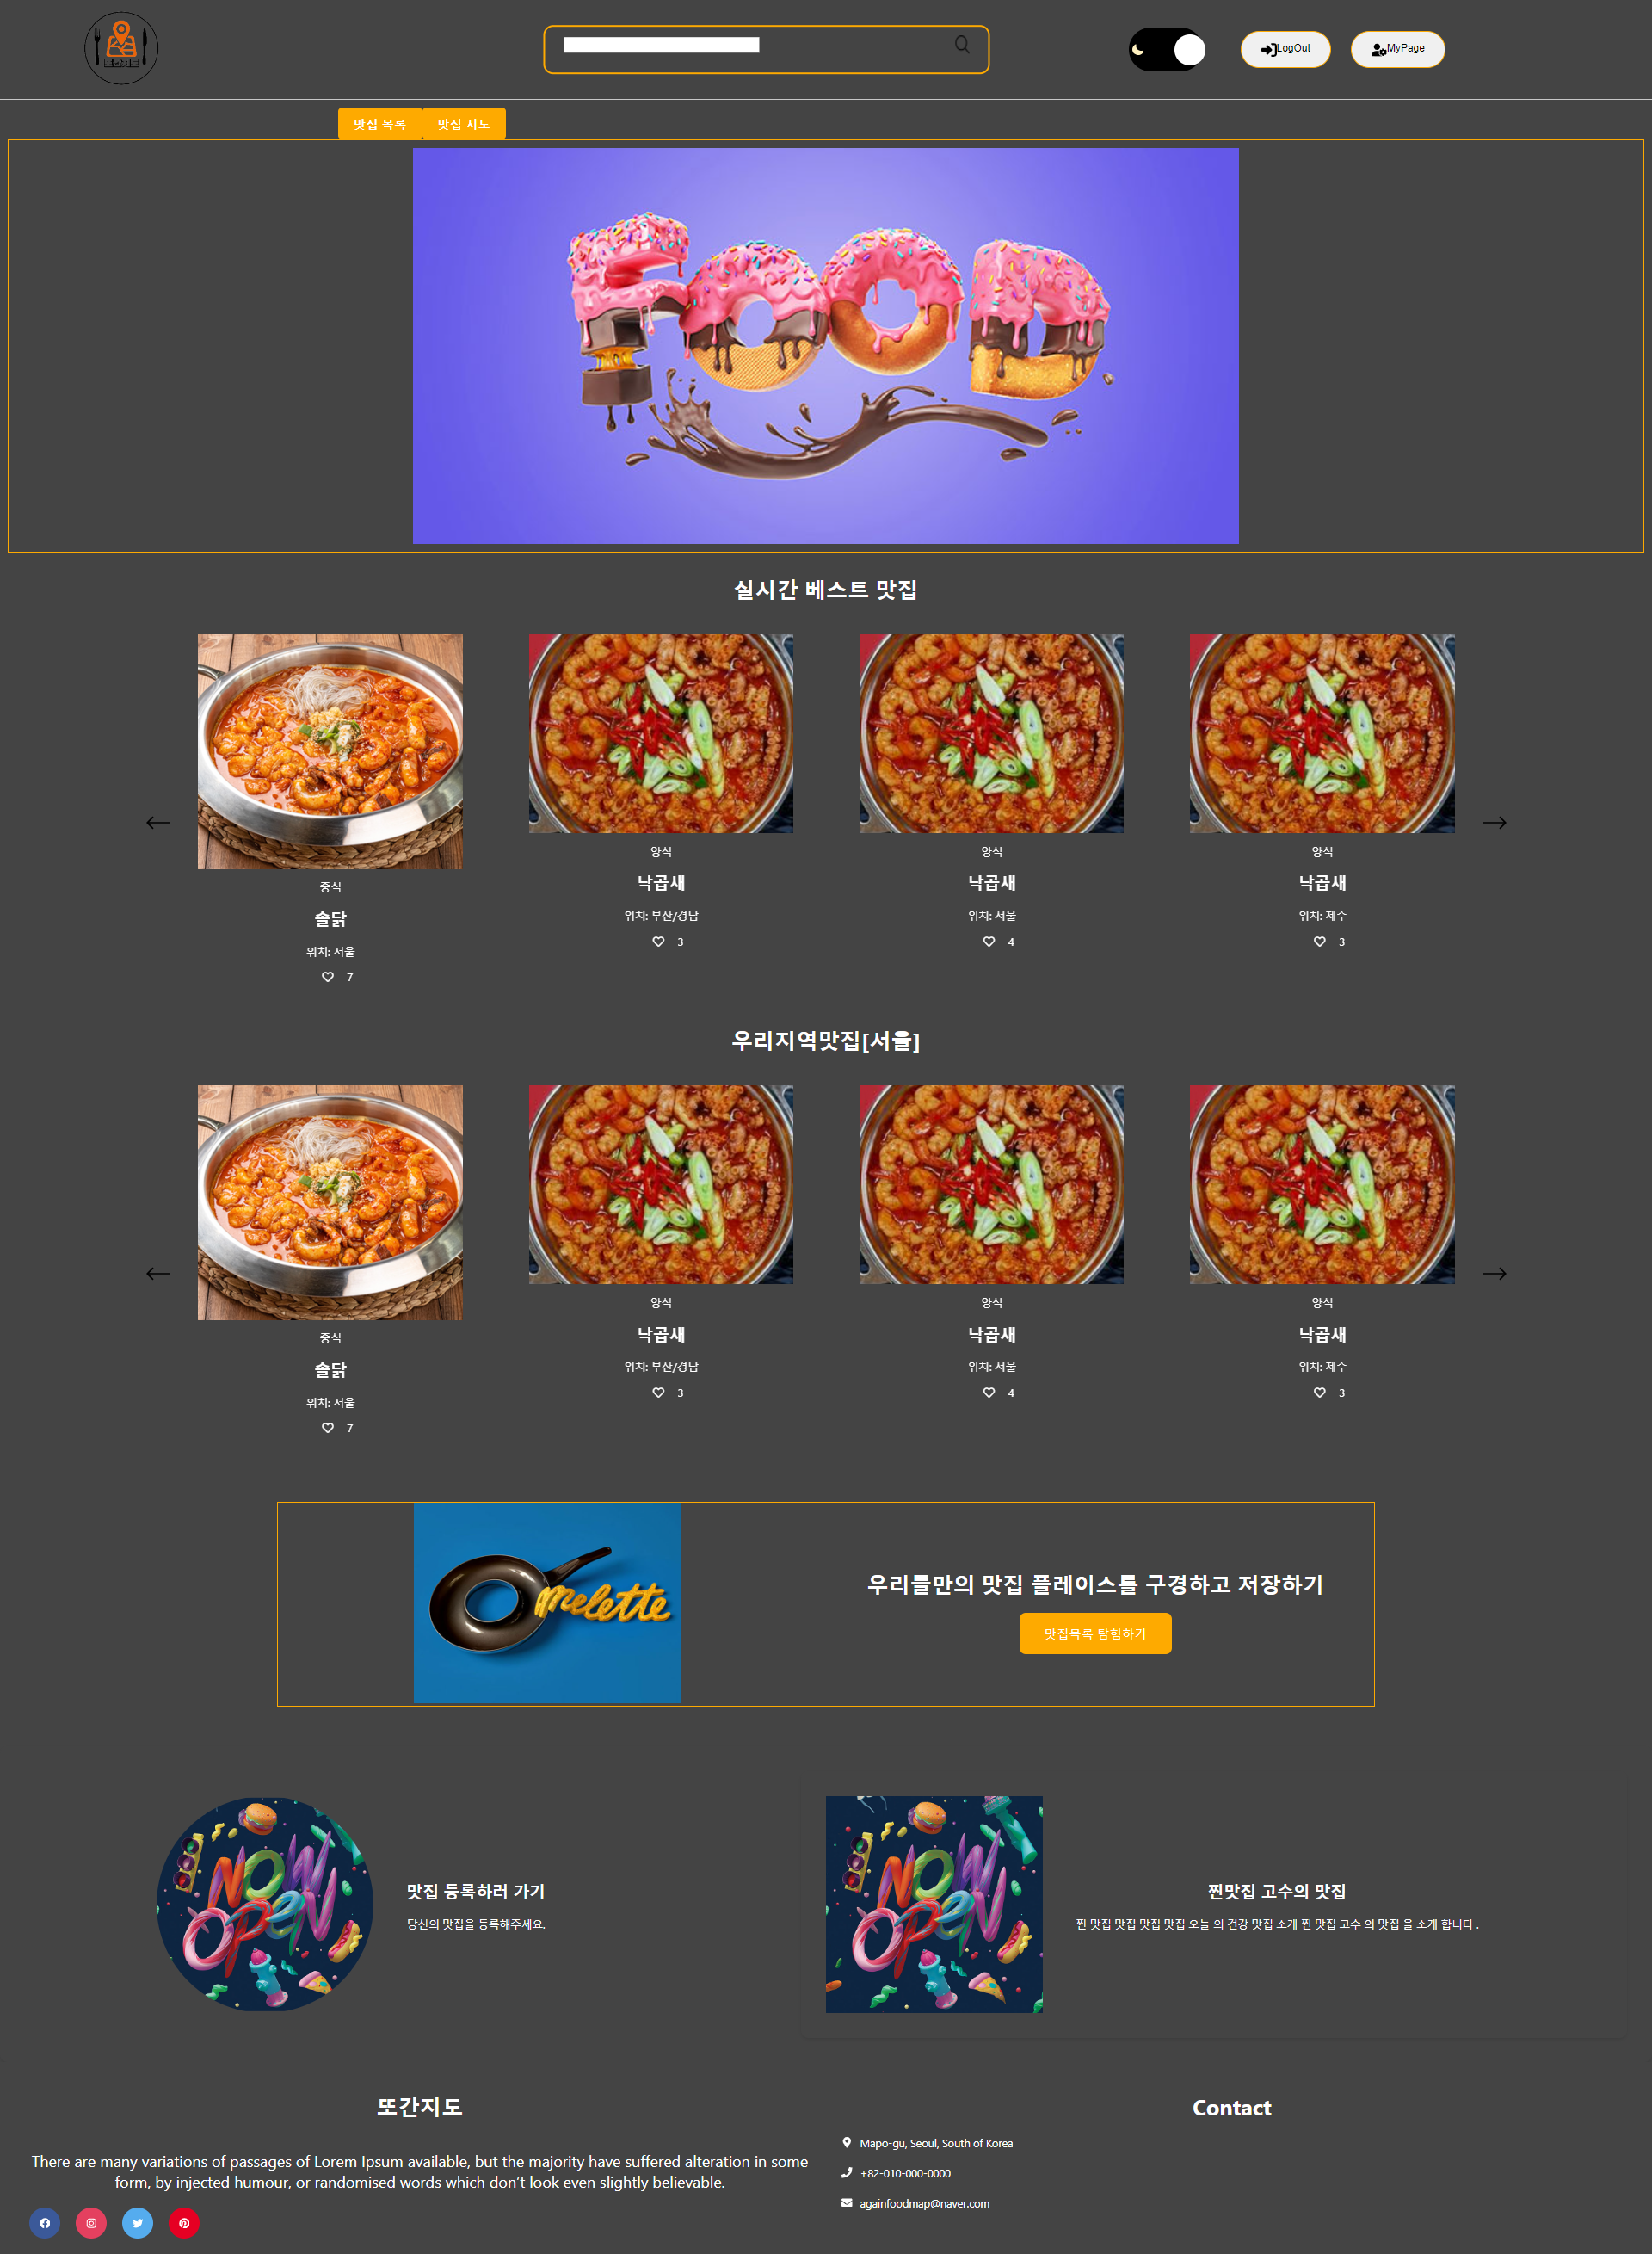 LogOut
MyPage
맛집 목록
맛집 지도
FOOD
실시간 베스트 맛집
중식
솔닭
위치: 서울
7
양식
낙곱새
위치: 부산/경남
3
양식
낙곱새
위치: 서울
4
양식
낙곱새
위치: 제주
3
우리지역맛집[서울]
중식
솔닭
위치: 서울
7
양식
낙곱새
위치: 부산/경남
3
양식
낙곱새
위치: 서울
4
양식
낙곱새
위치: 제주
3
Omelette
우리들만의 맛집 플레이스를 구경하고 저장하기
맛집목록 탐험하기
NOW
OPEN
맛집 등록하러 가기
당신의 맛집을 등록해주세요.
NOW
OPEN
찐맛집 고수의 맛집
찐 맛집 맛집 맛집 맛집 오늘 의 건강 맛집 소개 찐 맛집 고수 의 맛집 을 소개 합니다 .
또간지도
There are many variations of passages of Lorem Ipsum available, but the majority have suffered alteration in some
form, by injected humour, or randomised words which don’t look even slightly believable.
Contact
Mapo-gu, Seoul, South of Korea
+82-010-000-0000
againfoodmap@naver.com